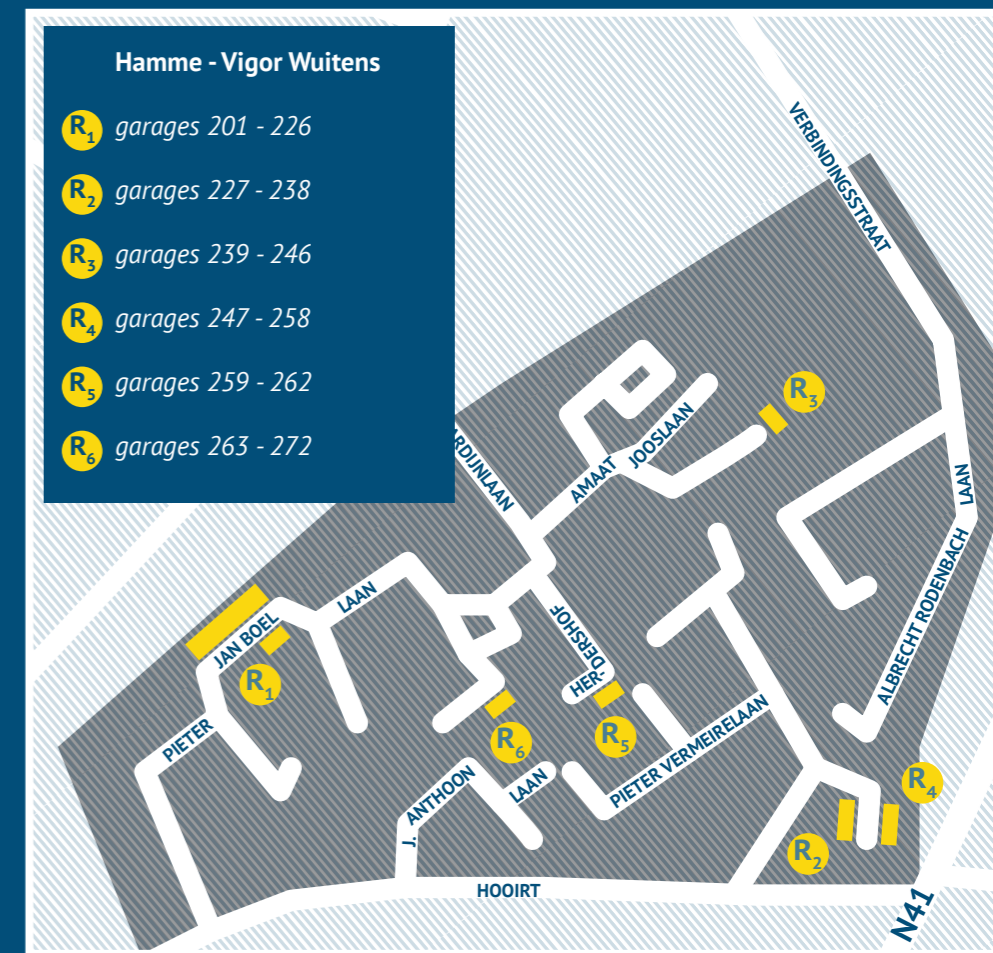 Hamme - Vigor Wuitens
R1 garages 201 - 226
R2 garages 227 - 238
R3 garages 239 - 246
R4 garages 247 - 258
R5 garages 259 - 262
R6 garages 263 - 272
VERBINDINGSSTRAAT
R3
ARDIJNLAAN
AMAAT JOOSLAAN
LAAN
ALBRECHT RODENBACH
LAAN
JAN BOEL
PIETER
R1
HER-
DERSHOF
R6
R5
PIETER VERMEIRELAAN
J. ANTHOON
LAAN
R4
R2
HOOIRT
N41